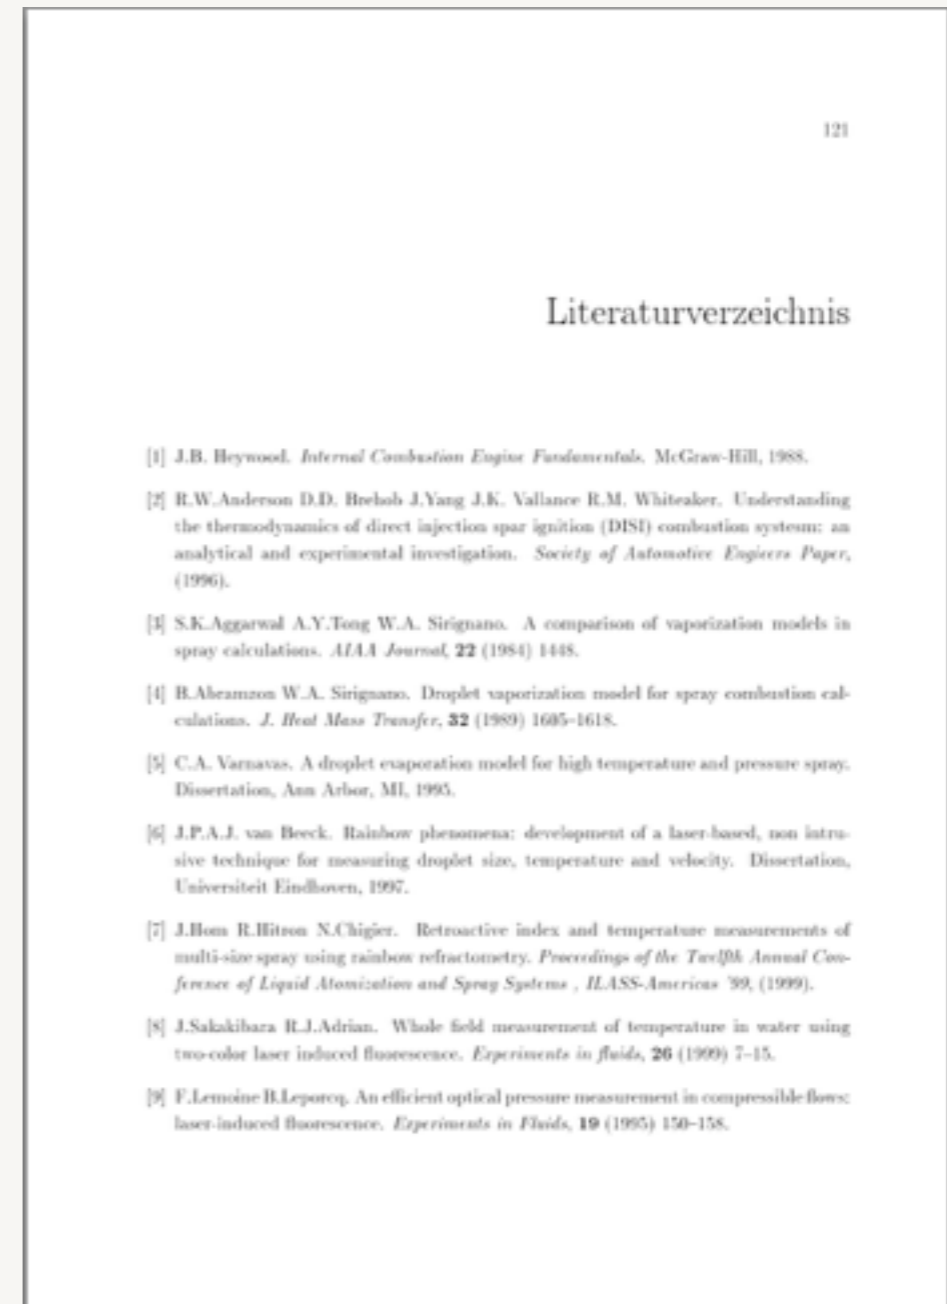 121
Literaturverzeichnis
[1] J.B. Heywood. Internal Combustion Engine Fundamentals. McGraw-Hill, 1988.
[2] R.W.Anderson D.D. Brehob J.Yang J.K. Vallance R.M. Whiteaker. Understanding
the thermodynamics of direct injection spar ignition (DISI) combustion systesm: an
analytical and experimental investigation. Society of Automotive Engieers Paper,
(1996).
[3] S.K.Aggarwal A.Y.Tong W.A. Sirignano. A comparison of vaporization models in
spray calculations. AIAA Journal, 22 (1984) 1448.
[4] B.Abramzon W.A. Sirignano. Droplet vaporization model for spray combustion cal-
culations. J. Heat Mass Transfer, 32 (1989) 1605–1618.
[5] C.A. Varnavas. A droplet evaporation model for high temperature and pressure spray.
Dissertation, Ann Arbor, MI, 1995.
[6] J.P.A.J. van Beeck. Rainbow phenomena: development of a laser-based, non intru-
sive technique for measuring droplet size, temperature and velocity. Dissertation,
Universiteit Eindhoven, 1997.
[7] J.Hom R.Hitron N.Chigier. Retroactive index and temperature measurements of
multi-size spray using rainbow refractometry. Proceedings of the Twelfth Annual Con-
ference of Liquid Atomization and Spray Systems , ILASS-Americas '99, (1999).
[8] J.Sakakibara R.J.Adrian. Whole field measurement of temperature in water using
two-color laser induced fluorescence. Experiments in fluids, 26 (1999) 7–15.
[9] F.Lemoine B.Leporcq. An efficient optical pressure measurement in compressible flows:
laser-induced fluorescence. Experiments in Fluids, 19 (1995) 150–158.